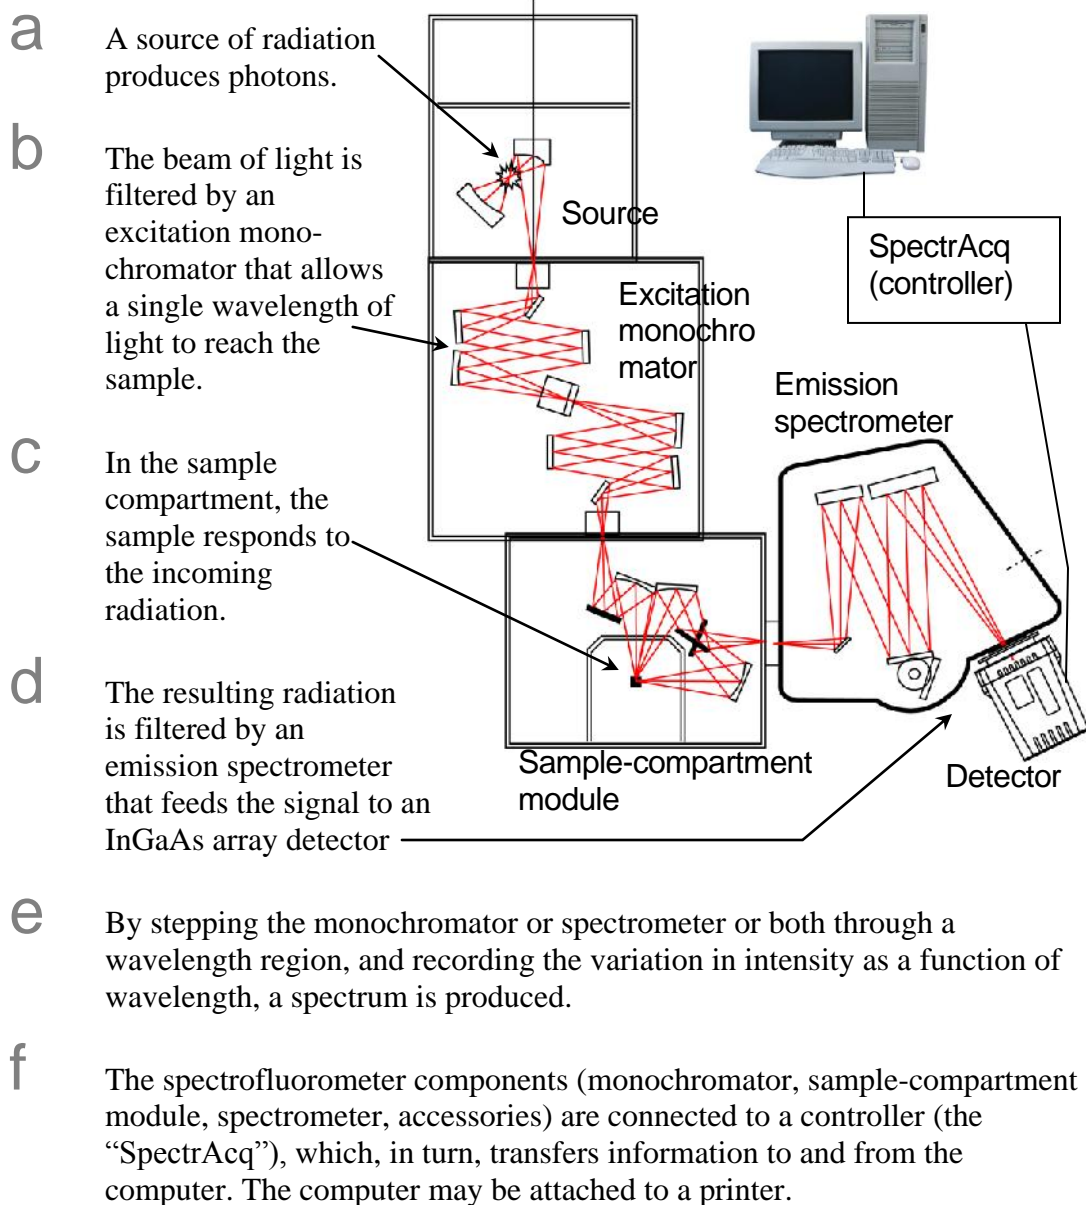 a
A source of radiation
produces photons.
b
The beam of light is
filtered by an
excitation mono-
chromator that allows
a single wavelength of
light to reach the
sample.
c
In the sample
compartment, the
sample responds to
the incoming
radiation.
d
The resulting radiation
is filtered by an
emission spectrometer
that feeds the signal to an
InGaAs array detector
Source
Excitation
monochro
mator
SpectrAcq
(controller)
Emission
spectrometer
Sample-compartment
module
Detector
e
By stepping the monochromator or spectrometer or both through a
wavelength region, and recording the variation in intensity as a function of
wavelength, a spectrum is produced.
f
The spectrofluorometer components (monochromator, sample-compartment
module, spectrometer, accessories) are connected to a controller (the
“SpectrAcq”), which, in turn, transfers information to and from the
computer. The computer may be attached to a printer.